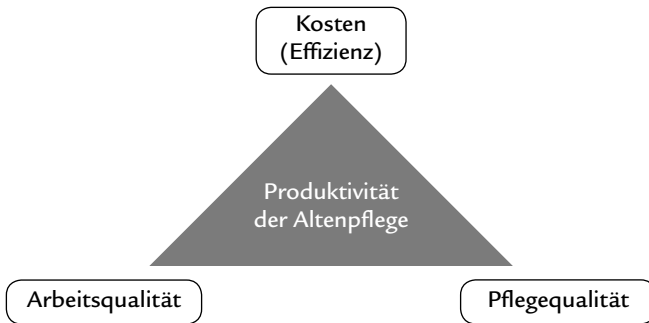 Kosten
(Effizienz)
Produktivität
der Altenpflege
Arbeitsqualität
Pflegequalität